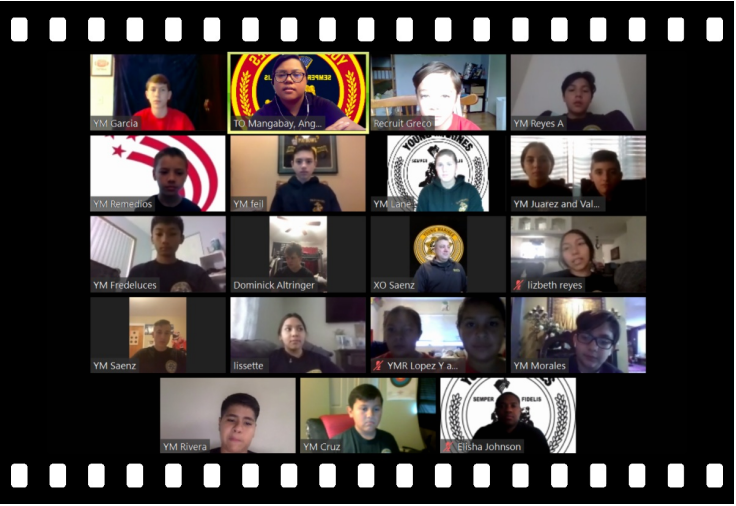 YM Garcia
TO Mangabay, Ang...
Recruit Greco
YM Reyes A
YM Remedios
YM feil
YM Lane
YM Juarez and Val...
YM Fredeluces
Dominick Altringer
XO Saenz
lizbeth reyes
YM Saenz
lissette
YMR Lopez Y a...
YM Morales
YM Rivera
YM Cruz
SEMPER FIDELIS
Elisha Johnson